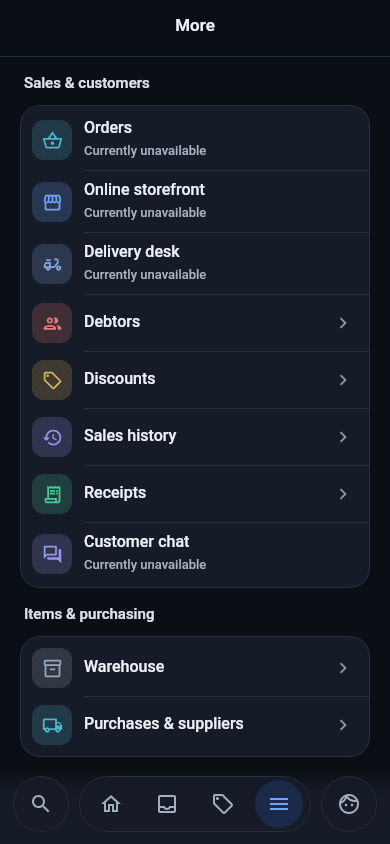 More
Sales & customers
Orders
Currently unavailable
Online storefront
Currently unavailable
Delivery desk
Currently unavailable
Debtors
Discounts
Sales history
Receipts
Customer chat
Currently unavailable
Items & purchasing
Warehouse
Purchases & suppliers